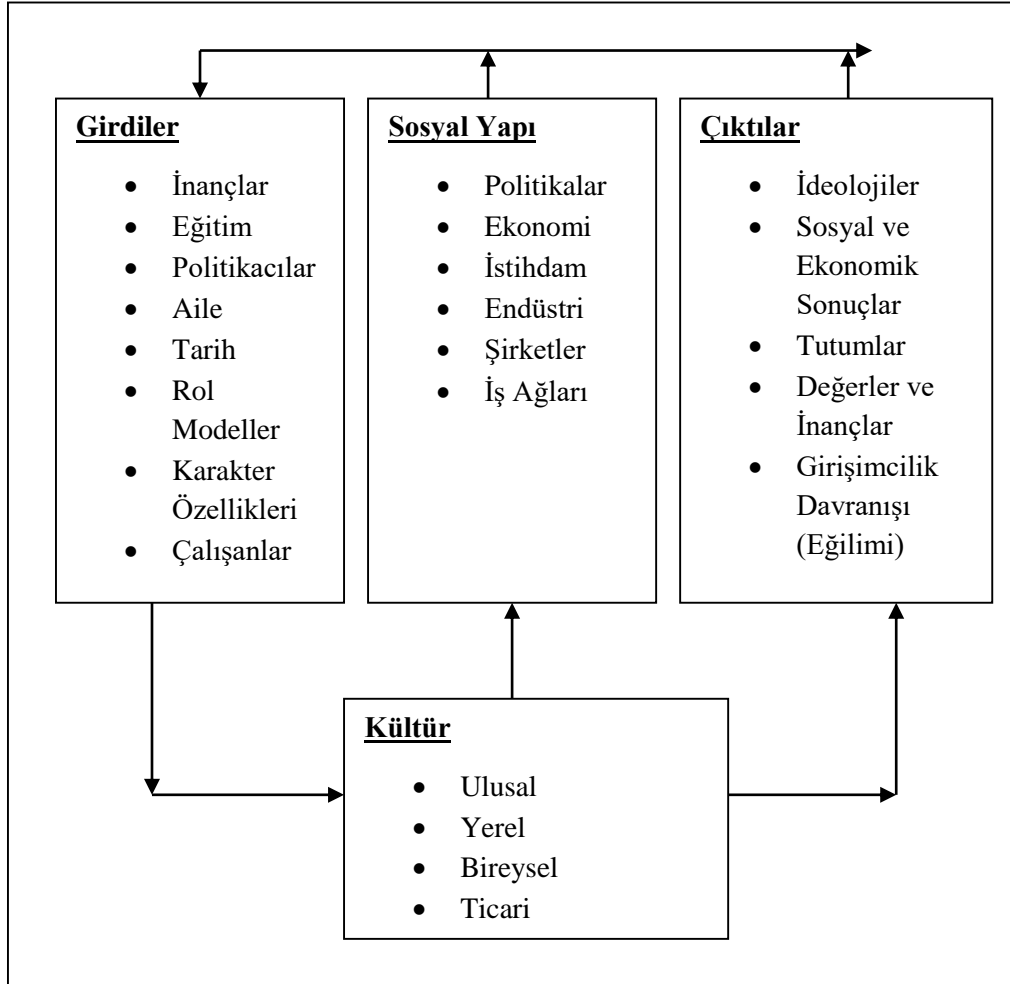 Girdiler
• İnançlar
• Eğitim
• Politikacılar
• Aile
• Tarih
• Rol
Modeller
• Karakter
Özellikleri
• Çalışanlar
Sosyal Yapı
• Politikalar
• Ekonomi
• İstihdam
• Endüstri
• Şirketler
• İş Ağları
Çıktılar
• İdeolojiler
• Sosyal ve
Ekonomik
Sonuçlar
• Tutumlar
• Değerler ve
İnançlar
• Girişimcilik
Davranışı
(Eğilimi)
Kültür
• Ulusal
• Yerel
• Bireysel
• Ticari